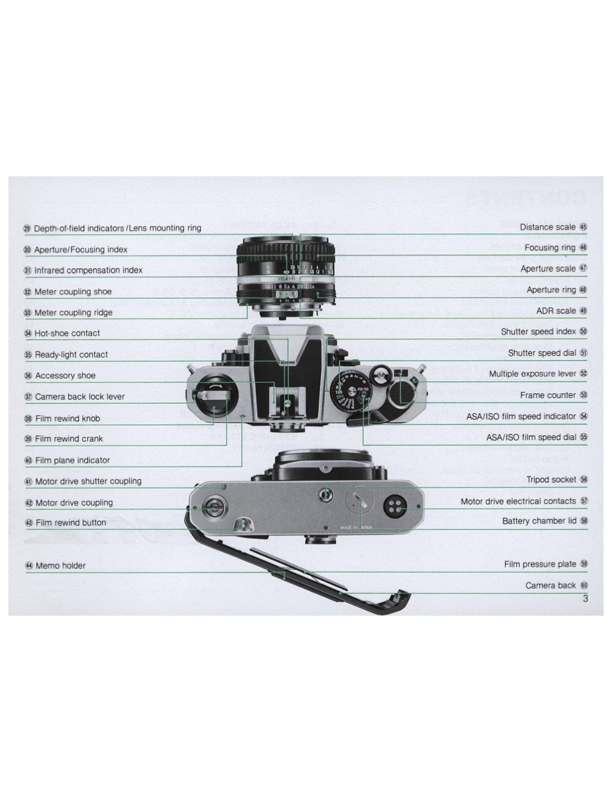 ㉙ Depth-of-field indicators/Lens mounting ring
㉚ Aperture/Focusing index
㉛ Infrared compensation index
㉜ Meter coupling shoe
㉝ Meter coupling ridge
㉞ Hot-shoe contact
㉟ Ready-light contact
㊱ Accessory shoe
㊲ Camera back lock lever
㊳ Film rewind knob
㊴ Film rewind crank
㊵ Film plane indicator
㊶ Motor drive shutter coupling
㊷ Motor drive coupling
㊸ Film rewind button
㊹ Memo holder
Distance scale ㊺
Focusing ring ㊻
Aperture scale ㊼
Aperture ring ㊽
ADR scale ㊾
Shutter speed index ㊿
Shutter speed dial 51
Multiple exposure lever 52
Frame counter 53
ASA/ISO film speed indicator 54
ASA/ISO film speed dial 55
Tripod socket 56
Motor drive electrical contacts 57
Battery chamber lid 58
Film pressure plate 59
Camera back 60
MADE IN JAPAN
3